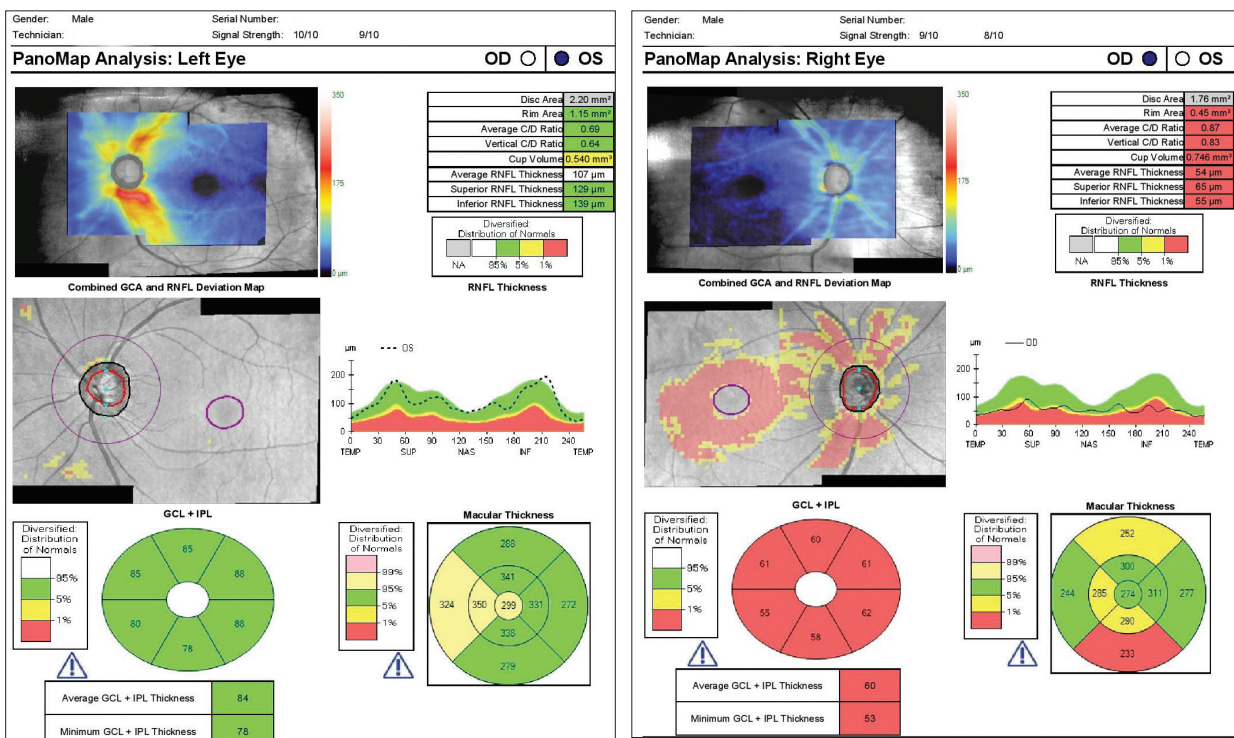 Gender: Male Serial Number:
Technician: Signal Strength: 10/10 9/10
PanoMap Analysis: Left Eye OD OS
350
175
0 µm
Disc Area 2.20 mm²
Rim Area 1.15 mm²
Average C/D Ratio 0.69
Vertical C/D Ratio 0.64
Cup Volume 0.540 mm³
Average RNFL Thickness 107 µm
Superior RNFL Thickness 129 µm
Inferior RNFL Thickness 139 µm
Diversified:
Distribution of Normals
NA 95% 5% 1%
Combined GCA and RNFL Deviation Map
RNFL Thickness
µm OS
200
100
0
0 30 60 90 120 150 180 210 240
TEMP SUP NAS INF TEMP
Diversified:
Distribution
of Normals
95%
5%
1%
GCL + IPL
85
85 88
80 88
78
Average GCL + IPL Thickness 84
Minimum GCL + IPL Thickness 78
Diversified:
Distribution
of Normals
99%
95%
5%
1%
Macular Thickness
288
341
324 350 299 331 272
338
279
Gender: Male Serial Number:
Technician: Signal Strength: 9/10 8/10
PanoMap Analysis: Right Eye OD OS
350
175
0 µm
Disc Area 1.76 mm²
Rim Area 0.45 mm²
Average C/D Ratio 0.87
Vertical C/D Ratio 0.83
Cup Volume 0.746 mm³
Average RNFL Thickness 54 µm
Superior RNFL Thickness 65 µm
Inferior RNFL Thickness 55 µm
Diversified:
Distribution of Normals
NA 95% 5% 1%
Combined GCA and RNFL Deviation Map
RNFL Thickness
µm OD
200
100
0
0 30 60 90 120 150 180 210 240
TEMP SUP NAS INF TEMP
Diversified:
Distribution
of Normals
95%
5%
1%
GCL + IPL
60
61 61
55 62
58
Average GCL + IPL Thickness 60
Minimum GCL + IPL Thickness 53
Diversified:
Distribution
of Normals
99%
95%
5%
1%
Macular Thickness
252
300
244 285 274 311 277
290
233